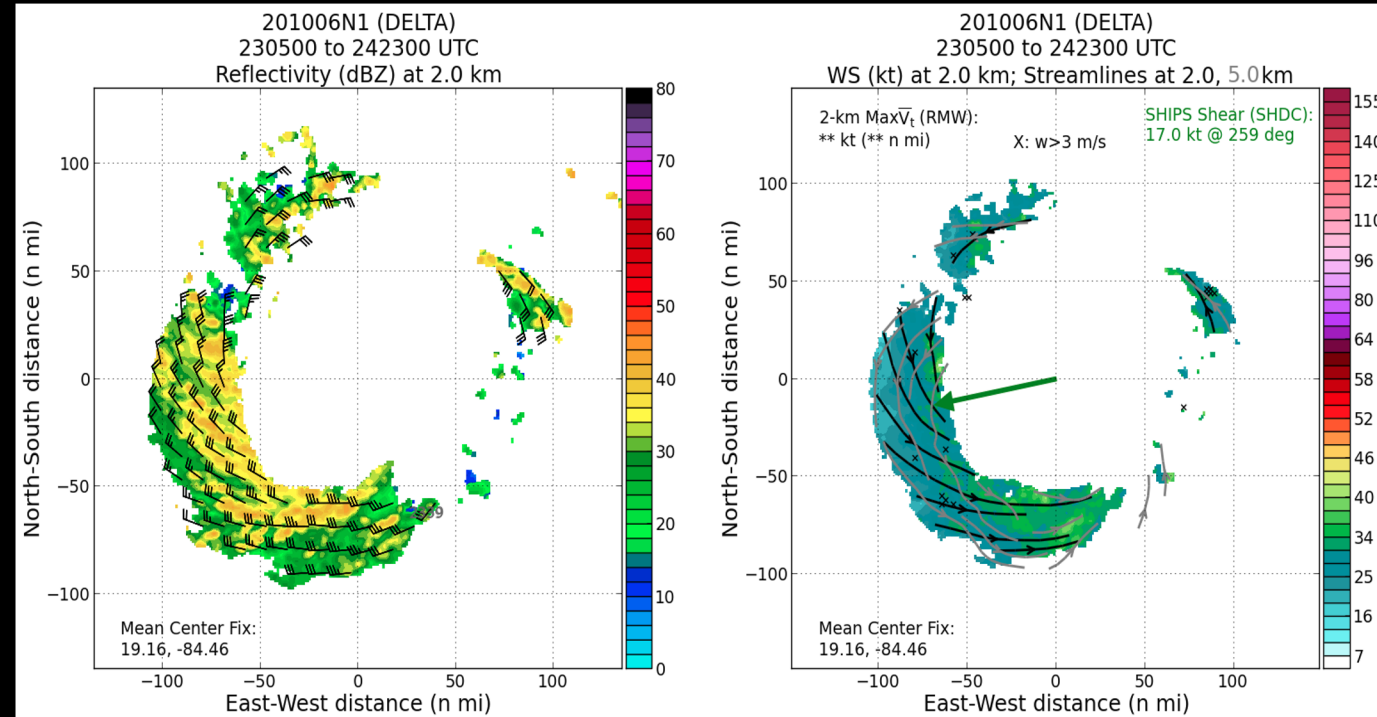 201006N1 (DELTA)
230500 to 242300 UTC
Reflectivity (dBZ) at 2.0 km
North-South distance (n mi)
100
50
0
−50
−100
Mean Center Fix:
19.16, -84.46
−100
−50
0
50
100
East-West distance (n mi)
80
70
60
50
40
30
20
10
0
201006N1 (DELTA)
230500 to 242300 UTC
WS (kt) at 2.0 km; Streamlines at 2.0, 5.0km
2-km MaxV̅t (RMW):
** kt (** n mi)
X: w>3 m/s
SHIPS Shear (SHDC):
17.0 kt @ 259 deg
North-South distance (n mi)
100
50
0
−50
−100
Mean Center Fix:
19.16, -84.46
−100
−50
0
50
100
East-West distance (n mi)
155
140
125
110
96
80
64
58
52
46
40
34
25
16
7